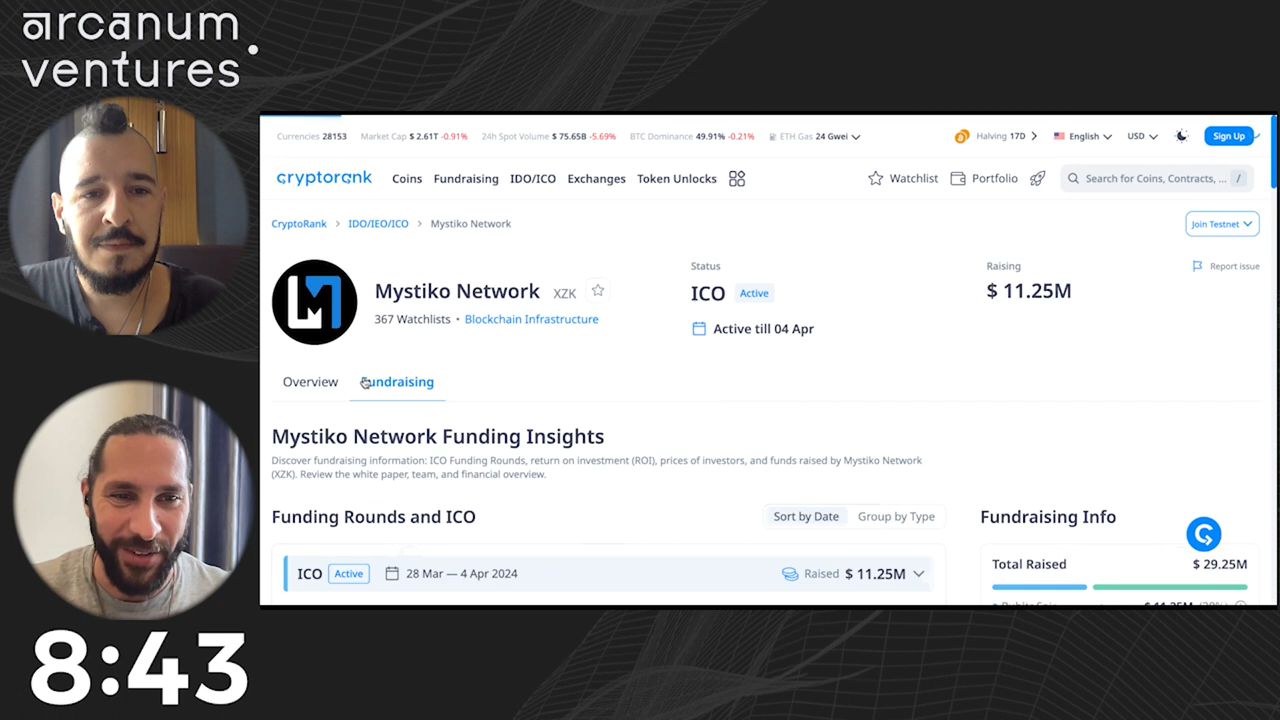 arcanum
ventures
Currencies 28153 Market Cap $ 2.61T -0.91% 24h Spot Volume $ 75.65B -5.69% BTC Dominance 49.91% -0.21% ETH Gas 24 Gwei Halving 17D English USD Sign Up
cryptorank Coins Fundraising IDO/ICO Exchanges Token Unlocks Watchlist Portfolio Search for Coins, Contracts, ... /
CryptoRank > IDO/IEO/ICO > Mystiko Network Join Testnet
Status Raising Report issue
Mystiko Network XZK ICO Active $ 11.25M
367 Watchlists • Blockchain Infrastructure Active till 04 Apr
Overview Fundraising
Mystiko Network Funding Insights
Discover fundraising information: ICO Funding Rounds, return on investment (ROI), prices of investors, and funds raised by Mystiko Network
(XZK). Review the white paper, team, and financial overview.
Funding Rounds and ICO Sort by Date Group by Type Fundraising Info
Total Raised $ 29.25M
ICO Active 28 Mar — 4 Apr 2024 Raised $ 11.25M
8:43